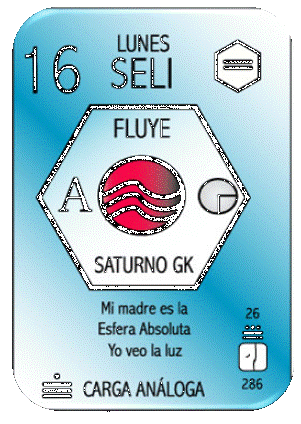 16
LUNES
SELI
FLUYE
A
SATURNO GK
Mi madre es la
Esfera Absoluta
Yo veo la luz
26
286
CARGA ANÁLOGA